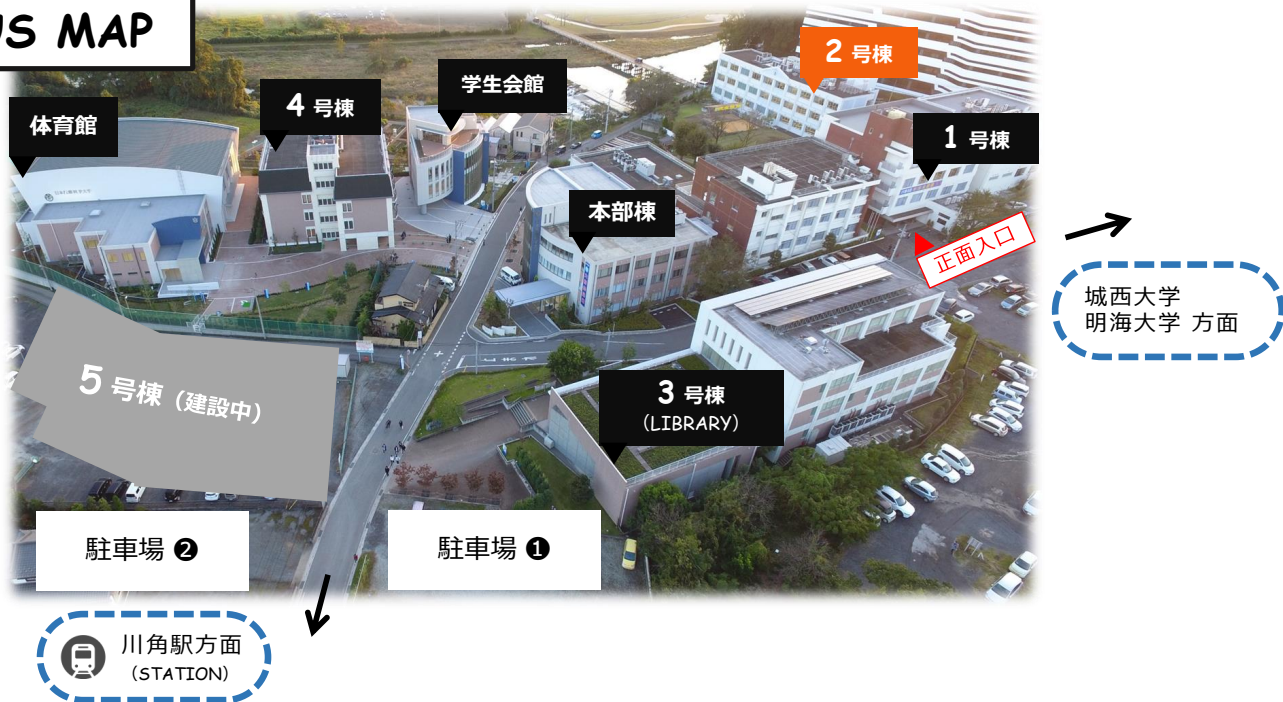 US MAP
2 号棟
学生会館
4 号棟
体育館
1 号棟
本部棟
正面入口
城西大学
明海大学 方面
3 号棟
(LIBRARY)
5 号棟（建設中）
駐車場 ❷
駐車場 ❶
川角駅方面
(STATION)